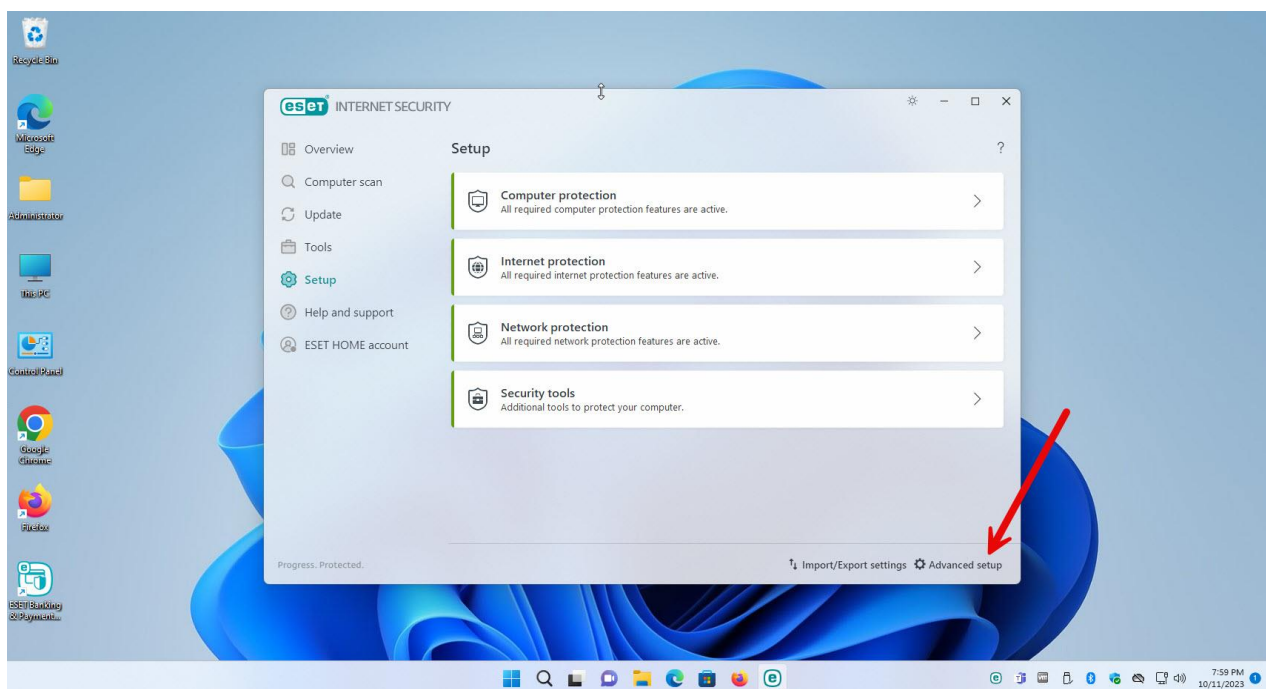 Recycle Bin
Microsoft
Edge
Administrator
This PC
Control Panel
Google
Chrome
Firefox
ESET Banking
& Payment...
eset INTERNET SECURITY
Overview
Computer scan
Update
Tools
Setup
Help and support
ESET HOME account
Progress. Protected.
Setup
?
Computer protection
All required computer protection features are active.
Internet protection
All required internet protection features are active.
Network protection
All required network protection features are active.
Security tools
Additional tools to protect your computer.
Import/Export settings Advanced setup
7:59 PM
10/11/2023
1